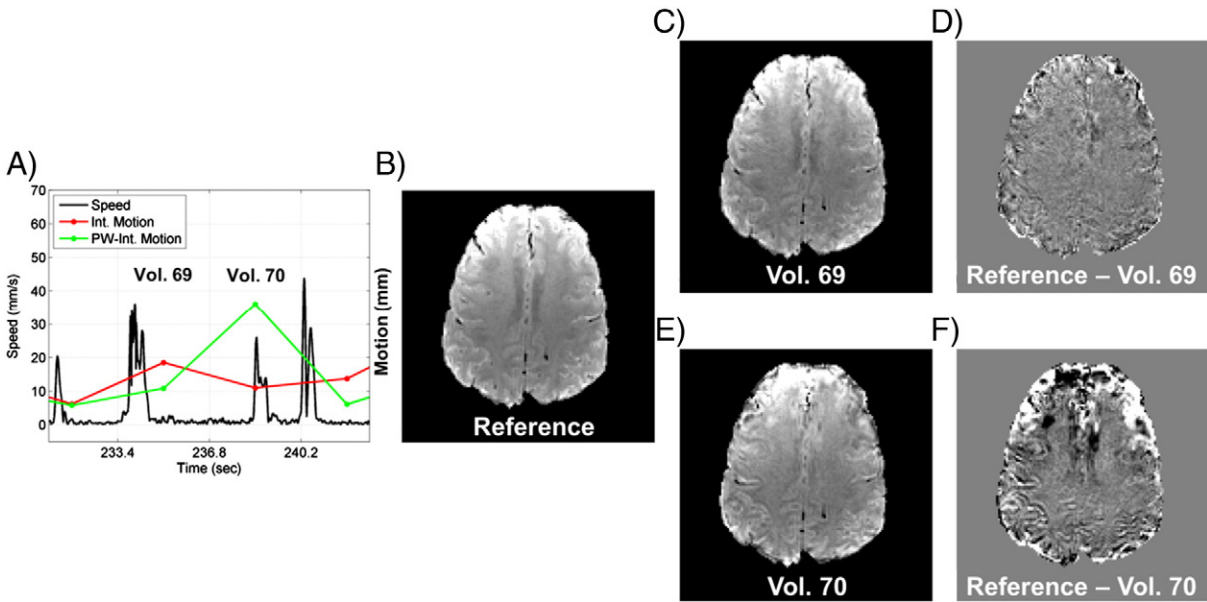 A)
70
60
50
40
30
20
10
0
Speed (mm/s)
Speed
Int. Motion
PW-Int. Motion
Vol. 69
Vol. 70
233.4
236.8
240.2
Time (sec)
Motion (mm)
B)
Reference
C)
Vol. 69
D)
Reference – Vol. 69
E)
Vol. 70
F)
Reference – Vol. 70